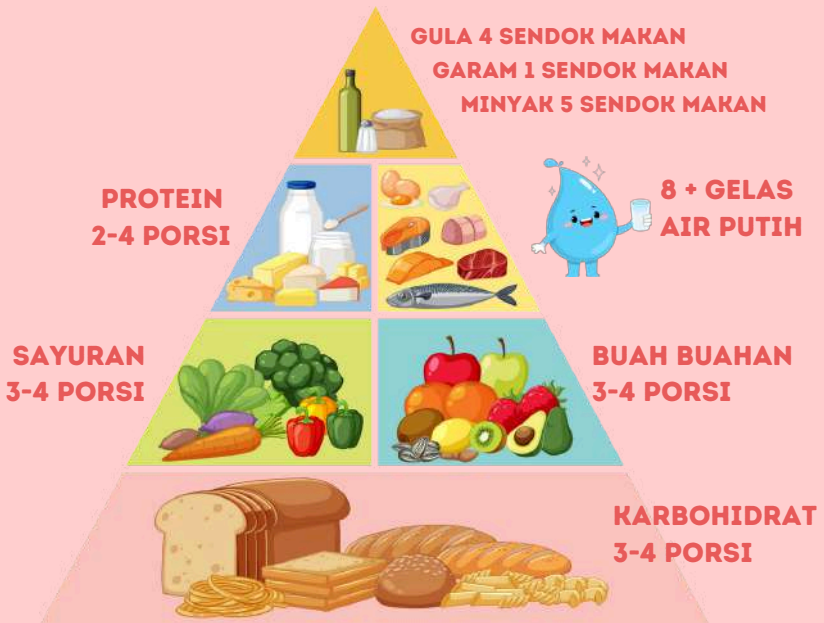 GULA 4 SENDOK MAKAN
GARAM 1 SENDOK MAKAN
MINYAK 5 SENDOK MAKAN
PROTEIN
2-4 PORSI
8 + GELAS
AIR PUTIH
SAYURAN
3-4 PORSI
BUAH BUAHAN
3-4 PORSI
KARBOHIDRAT
3-4 PORSI